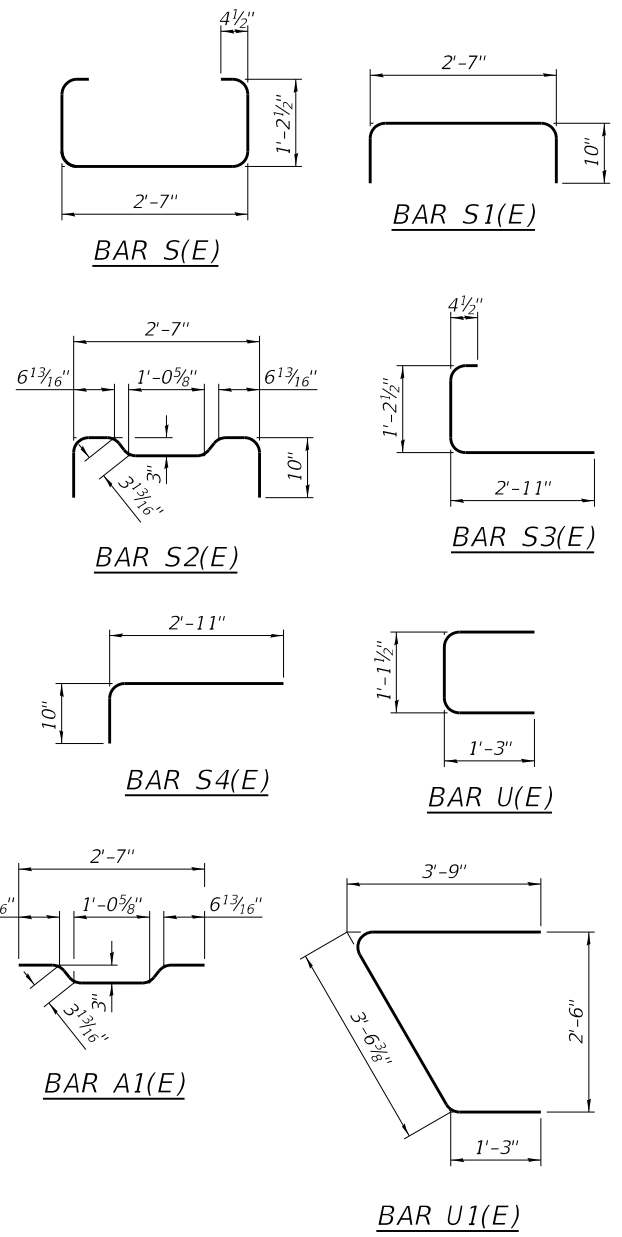 4½"
1'-2½"
2'-7"
BAR S(E)
2'-7"
10"
BAR S1(E)
2'-7"
6¹³⁄₁₆" 1'-0⅝" 6¹³⁄₁₆"
3"
3¹³⁄₁₆"
10"
BAR S2(E)
4½"
1'-2½"
2'-11"
BAR S3(E)
2'-11"
10"
BAR S4(E)
1'-1½"
1'-3"
BAR U(E)
2'-7"
6" 1'-0⅝" 6¹³⁄₁₆"
3"
3¹³⁄₁₆"
BAR A1(E)
3'-9"
3'-6⅜"
2'-6"
1'-3"
BAR U1(E)